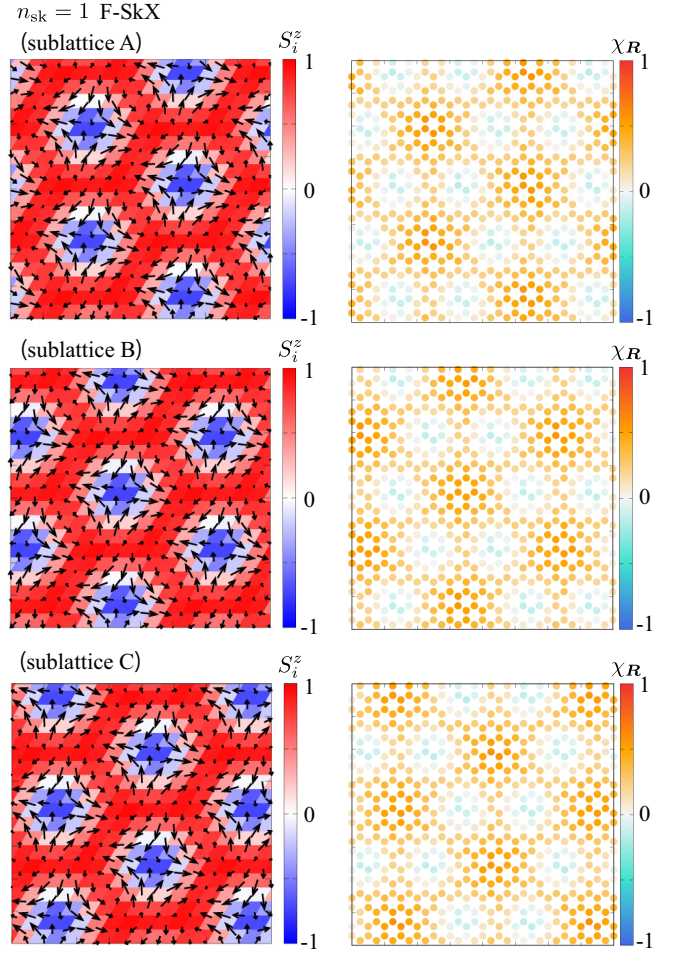 n_sk = 1 F-SkX
(sublattice A) S_i^z χ_R
1 1
0 0
-1 -1
(sublattice B) S_i^z χ_R
1 1
0 0
-1 -1
(sublattice C) S_i^z χ_R
1 1
0 0
-1 -1